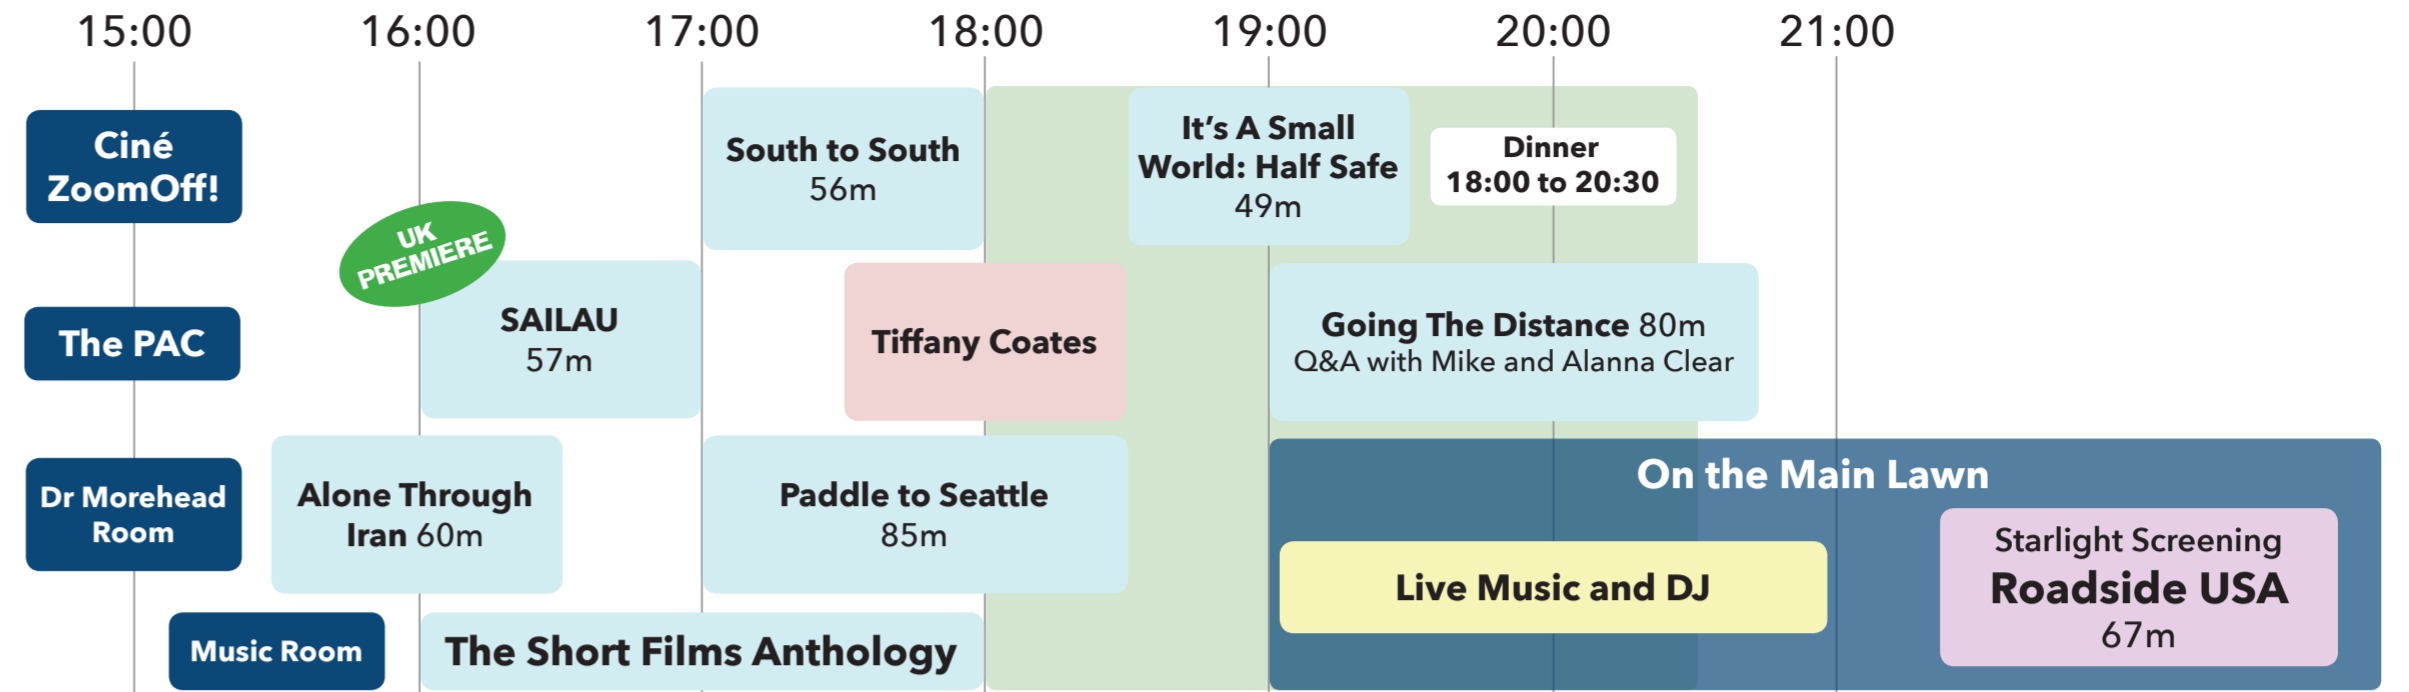 15:00 16:00 17:00 18:00 19:00 20:00 21:00
Ciné
ZoomOff!
South to South
56m
It’s A Small
World: Half Safe
49m
Dinner
18:00 to 20:30
UK
PREMIERE
The PAC
SAILAU
57m
Tiffany Coates
Going The Distance 80m
Q&A with Mike and Alanna Clear
Dr Morehead
Room
Alone Through
Iran 60m
Paddle to Seattle
85m
On the Main Lawn
Live Music and DJ
Starlight Screening
Roadside USA
67m
Music Room
The Short Films Anthology